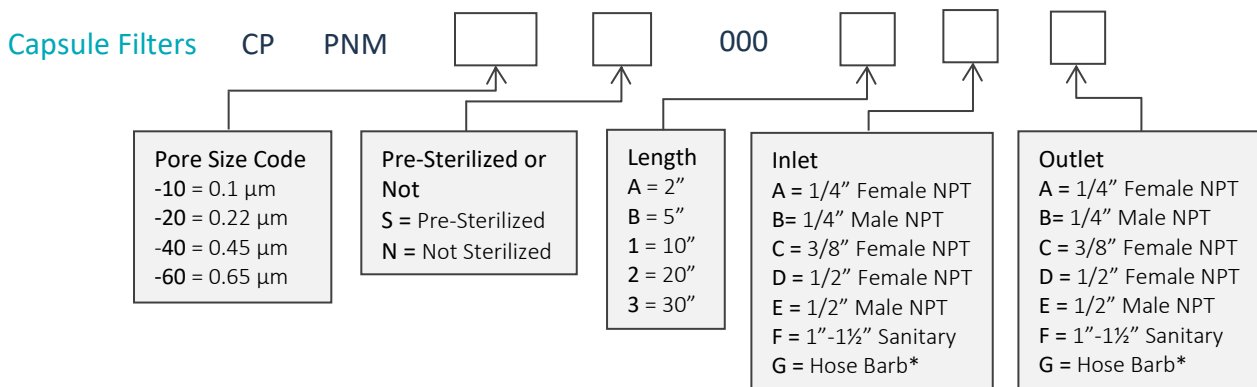 Capsule Filters CP PNM 000
Pore Size Code
-10 = 0.1 µm
-20 = 0.22 µm
-40 = 0.45 µm
-60 = 0.65 µm
Pre-Sterilized or
Not
S = Pre-Sterilized
N = Not Sterilized
Length
A = 2”
B = 5”
1 = 10”
2 = 20”
3 = 30”
Inlet
A = 1/4” Female NPT
B= 1/4” Male NPT
C = 3/8” Female NPT
D = 1/2” Female NPT
E = 1/2” Male NPT
F = 1”-1½” Sanitary
G = Hose Barb*
Outlet
A = 1/4” Female NPT
B= 1/4” Male NPT
C = 3/8” Female NPT
D = 1/2” Female NPT
E = 1/2” Male NPT
F = 1”-1½” Sanitary
G = Hose Barb*